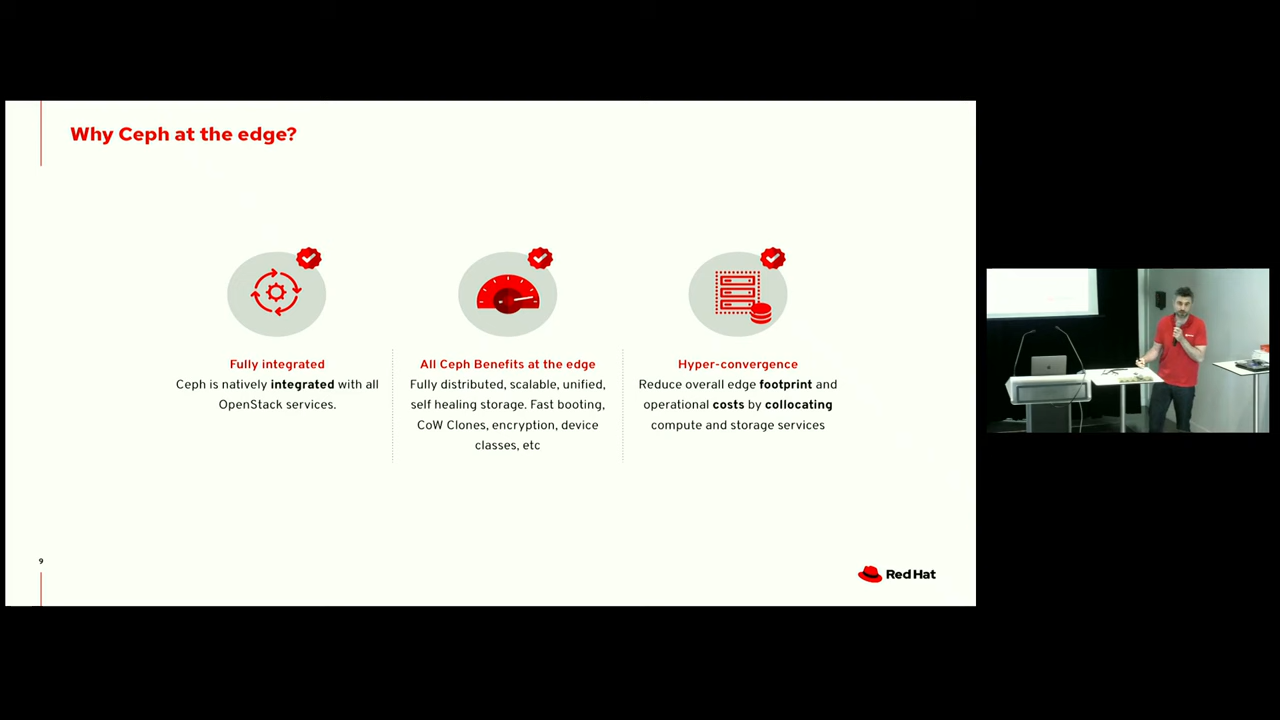 Why Ceph at the edge?
Fully integrated
Ceph is natively integrated with all
OpenStack services.
All Ceph Benefits at the edge
Fully distributed, scalable, unified,
self healing storage. Fast booting,
CoW Clones, encryption, device
classes, etc
Hyper-convergence
Reduce overall edge footprint and
operational costs by collocating
compute and storage services
9
Red Hat